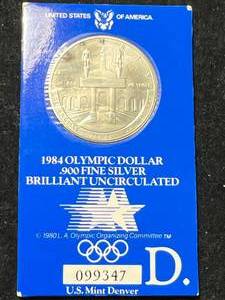 UNITED STATES OF AMERICA.
1984 OLYMPIC DOLLAR
.900 FINE SILVER
BRILLIANT UNCIRCULATED
© 1980 L.A. Olympic Organizing Committee ™
099347
D.
U.S. Mint Denver